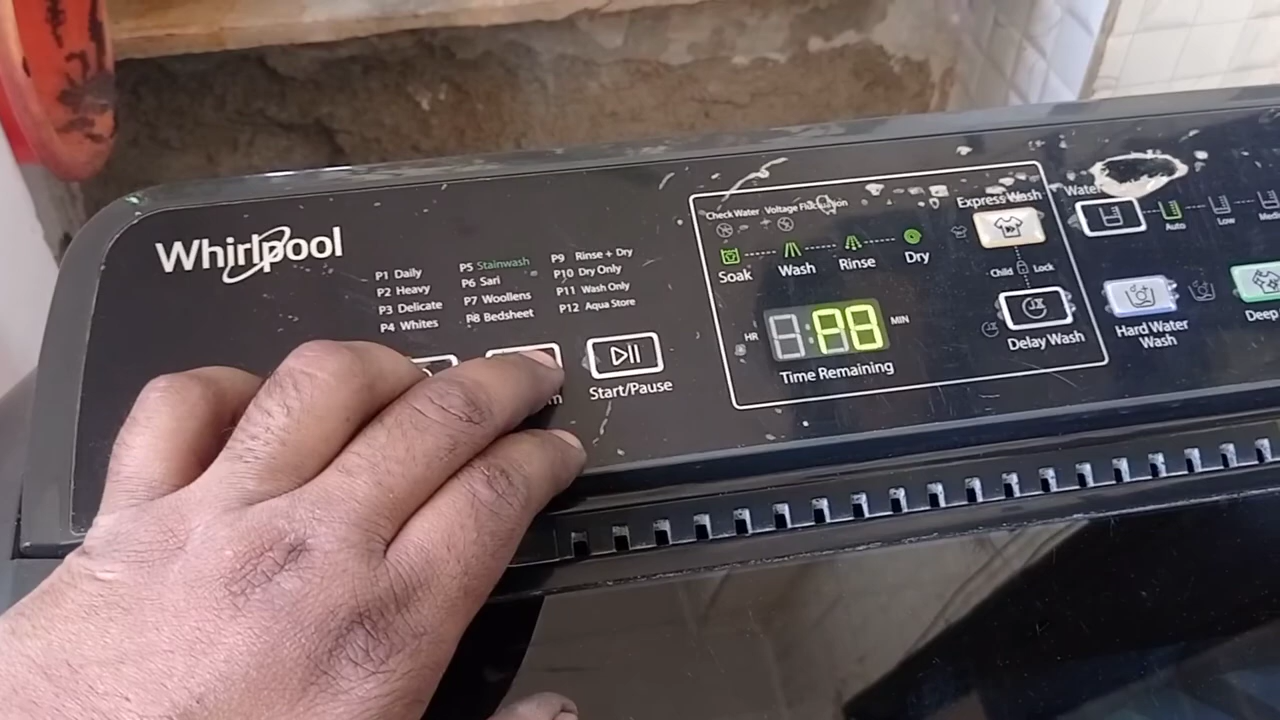 Whirlpool
P1 Daily
P2 Heavy
P3 Delicate
P4 Whites
P5 Stainwash
P6 Sari
P7 Woollens
P8 Bedsheet
P9 Rinse + Dry
P10 Dry Only
P11 Wash Only
P12 Aqua Store
Start/Pause
Check Water Voltage Fluctuation
Soak
Wash
Rinse
Dry
HR
P8
MIN
Time Remaining
Express Wash
Child Lock
Delay Wash
Water
Auto
Low
Hard Water
Wash
Deep